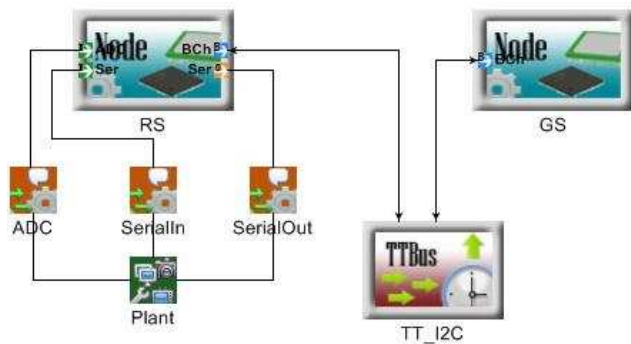 Node
ADC
BCh
Ser
Ser
RS
Node
BCh
GS
ADC
SerialIn
SerialOut
Plant
TTBus
TT_I2C